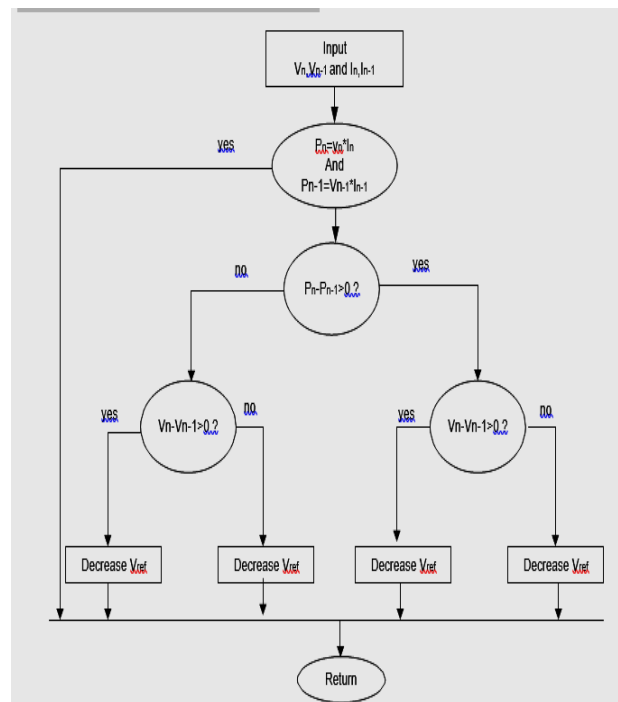 Input
Vn,Vn-1 and In,In-1
yes
Pn=vn*In
And
Pn-1=Vn-1*In-1
no
yes
Pn-Pn-1>0 ?
yes
no
yes
no
Vn-Vn-1>0 ?
Vn-Vn-1>0 ?
Decrease Vref
Decrease Vref
Decrease Vref
Decrease Vref
Return